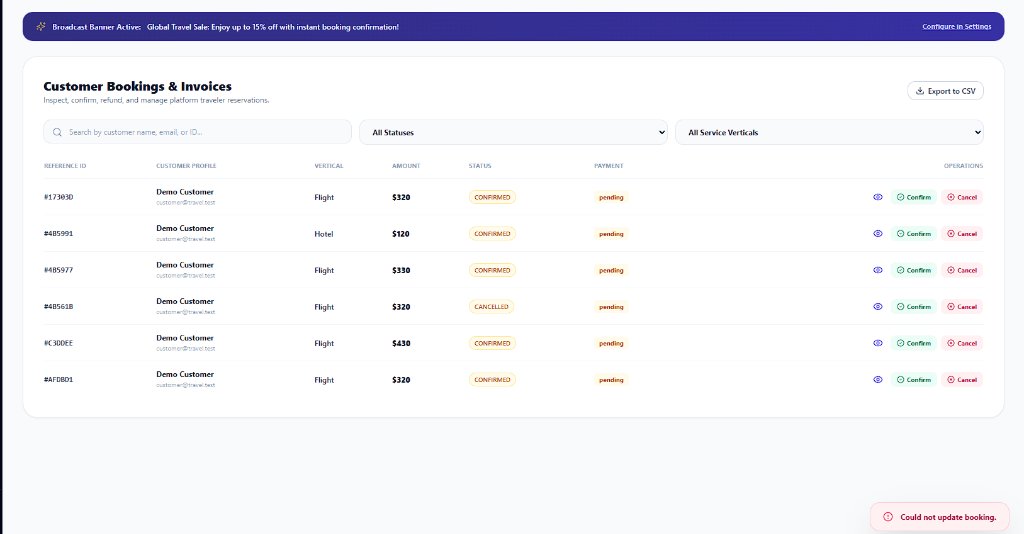 Broadcast Banner Active: Global Travel Sale: Enjoy up to 15% off with instant booking confirmation! Configure in Settings
Customer Bookings & Invoices
Inspect, confirm, refund, and manage platform traveler reservations.
Export to CSV
Search by customer name, email, or ID...
All Statuses
All Service Verticals
REFERENCE ID CUSTOMER PROFILE VERTICAL AMOUNT STATUS PAYMENT OPERATIONS
#17303D Demo Customer Flight $320 CONFIRMED pending Confirm Cancel
customer@travel.test
#4B5991 Demo Customer Hotel $120 CONFIRMED pending Confirm Cancel
customer@travel.test
#4B5977 Demo Customer Flight $330 CONFIRMED pending Confirm Cancel
customer@travel.test
#4B561B Demo Customer Flight $320 CANCELLED pending Confirm Cancel
customer@travel.test
#C3DDEE Demo Customer Flight $430 CONFIRMED pending Confirm Cancel
customer@travel.test
#AFDBD1 Demo Customer Flight $320 CONFIRMED pending Confirm Cancel
customer@travel.test
Could not update booking.